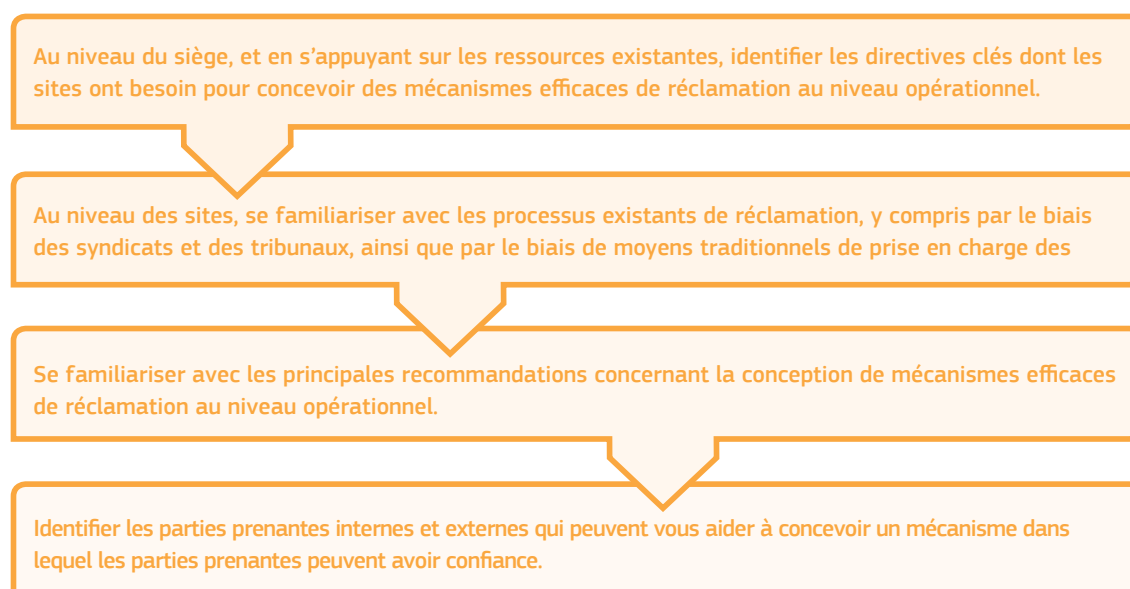 Au niveau du siège, et en s’appuyant sur les ressources existantes, identifier les directives clés dont les
sites ont besoin pour concevoir des mécanismes efficaces de réclamation au niveau opérationnel.
Au niveau des sites, se familiariser avec les processus existants de réclamation, y compris par le biais
des syndicats et des tribunaux, ainsi que par le biais de moyens traditionnels de prise en charge des
Se familiariser avec les principales recommandations concernant la conception de mécanismes efficaces
de réclamation au niveau opérationnel.
Identifier les parties prenantes internes et externes qui peuvent vous aider à concevoir un mécanisme dans
lequel les parties prenantes peuvent avoir confiance.